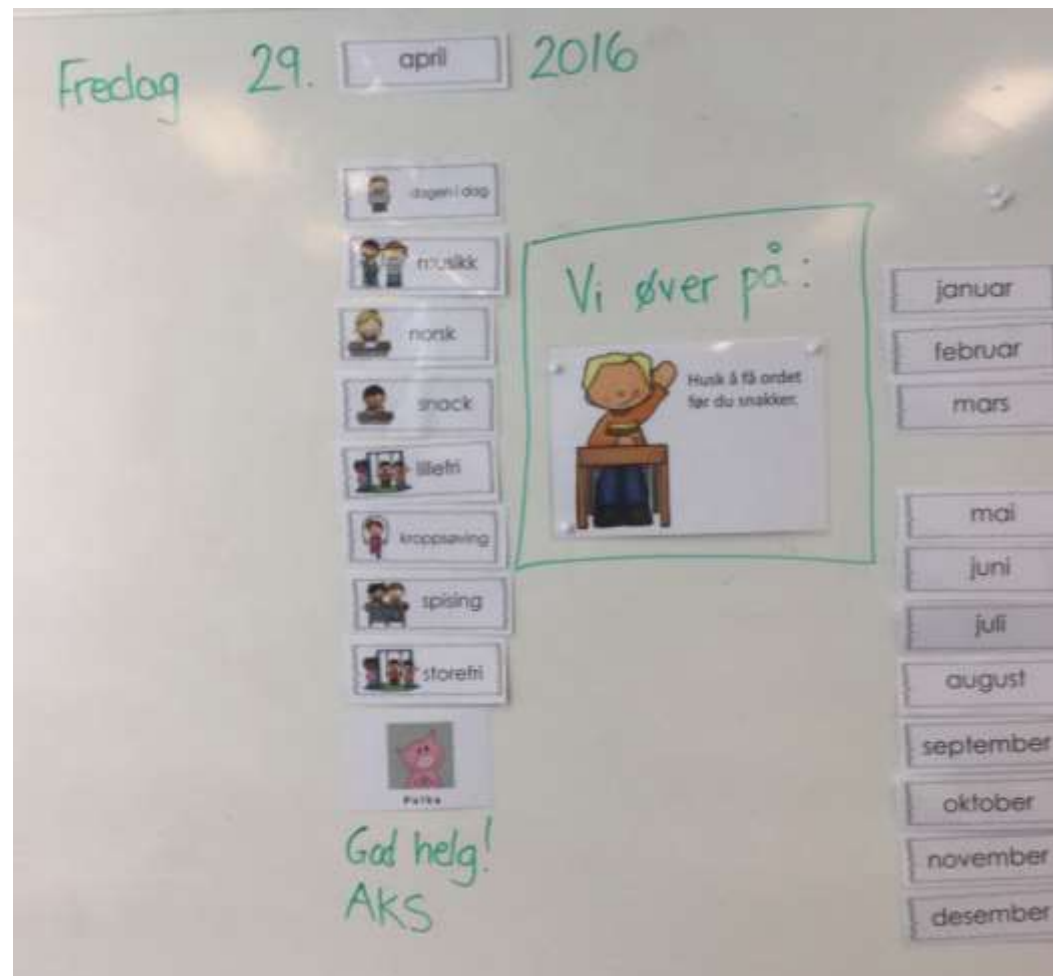 Fredag 29. april 2016
dagen i dag
musikk
norsk
snack
lillefri
kroppsøving
spising
storefri
Pulbo
God helg!
AKS
Vi øver på:
Husk å få ordet
før du snakker.
januar
februar
mars
mai
juni
juli
august
september
oktober
november
desember